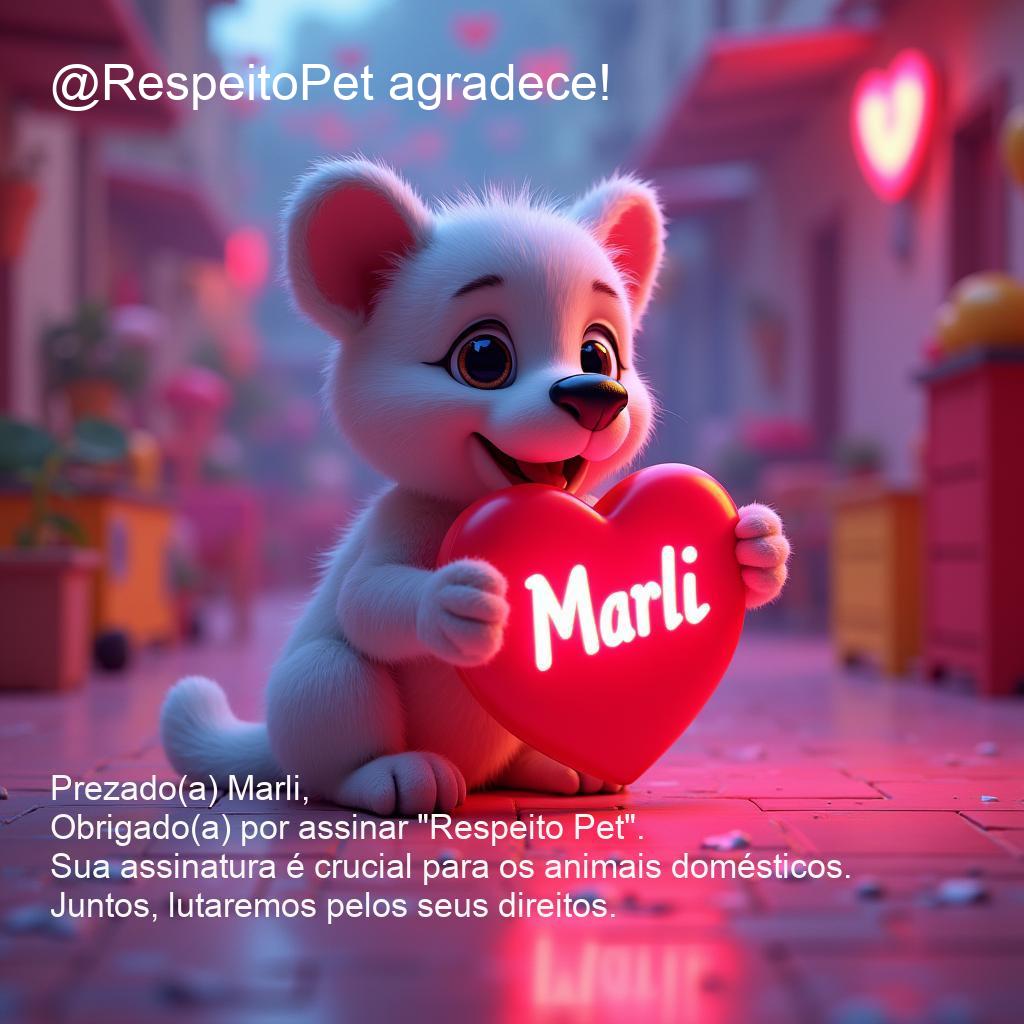 @RespeitoPet agradece!
Marli
Prezado(a) Marli,
Obrigado(a) por assinar "Respeito Pet".
Sua assinatura é crucial para os animais domésticos.
Juntos, lutaremos pelos seus direitos.